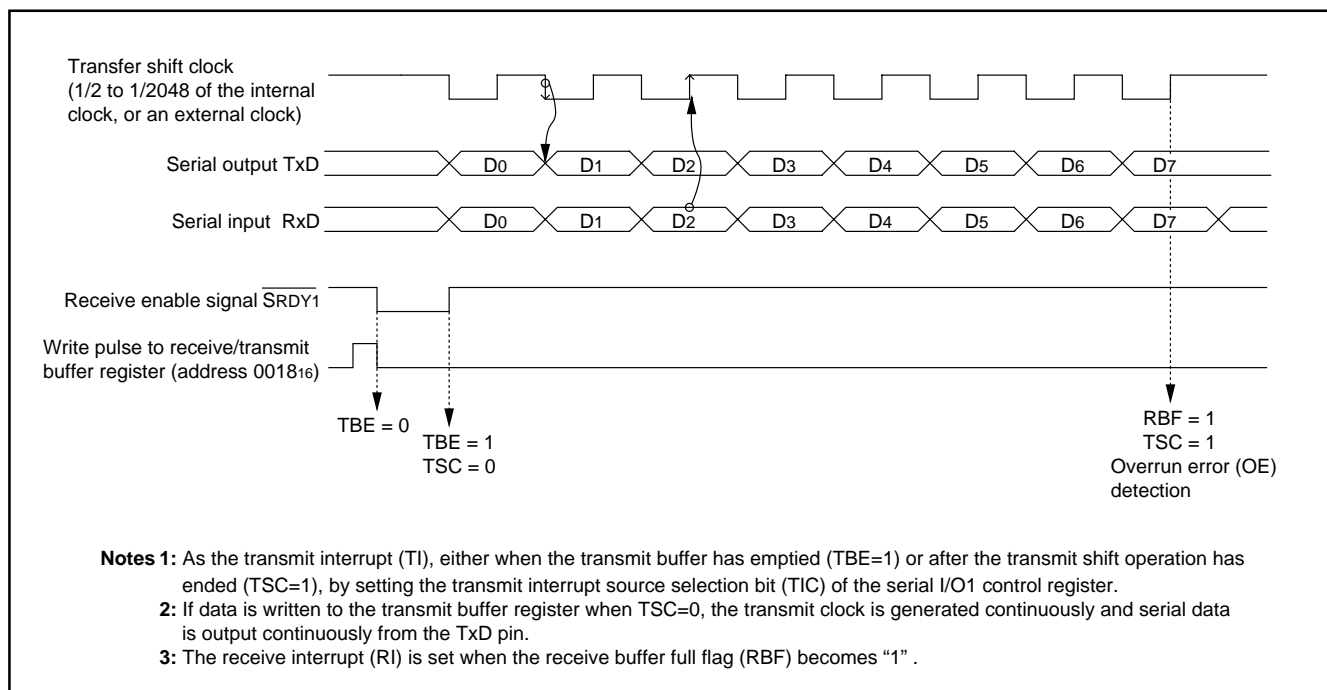 Transfer shift clock
(1/2 to 1/2048 of the internal
clock, or an external clock)
Serial output TxD
D0 D1 D2 D3 D4 D5 D6 D7
Serial input RxD
D0 D1 D2 D3 D4 D5 D6 D7
Receive enable signal S̅R̅D̅Y̅1̅
Write pulse to receive/transmit
buffer register (address 001816)
TBE = 0
TBE = 1
TSC = 0
RBF = 1
TSC = 1
Overrun error (OE)
detection
Notes 1: As the transmit interrupt (TI), either when the transmit buffer has emptied (TBE=1) or after the transmit shift operation has
ended (TSC=1), by setting the transmit interrupt source selection bit (TIC) of the serial I/O1 control register.
2: If data is written to the transmit buffer register when TSC=0, the transmit clock is generated continuously and serial data
is output continuously from the TxD pin.
3: The receive interrupt (RI) is set when the receive buffer full flag (RBF) becomes “1” .